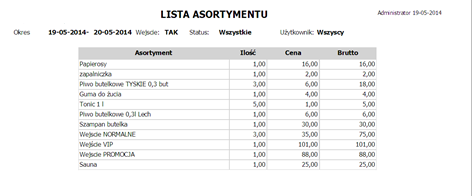 LISTA ASORTYMENTU
Administrator 19-05-2014
Okres 19-05-2014- 20-05-2014 Wejscie: TAK Status: Wszystkie Użytkownik: Wszyscy
Asortyment Ilość Cena Brutto
Papierosy 1,00 16,00 16,00
zapalniczka 1,00 2,00 2,00
Piwo butelkowe TYSKIE 0,3 but 3,00 6,00 18,00
Guma do żucia 1,00 4,00 4,00
Tonic 1 l 5,00 1,00 5,00
Piwo butelkowe 0,3l Lech 1,00 6,00 6,00
Szampan butelka 1,00 30,00 30,00
Wejscie NORMALNE 3,00 35,00 75,00
Wejście VIP 1,00 101,00 101,00
Wejscie PROMOCJA 1,00 88,00 88,00
Sauna 1,00 25,00 25,00